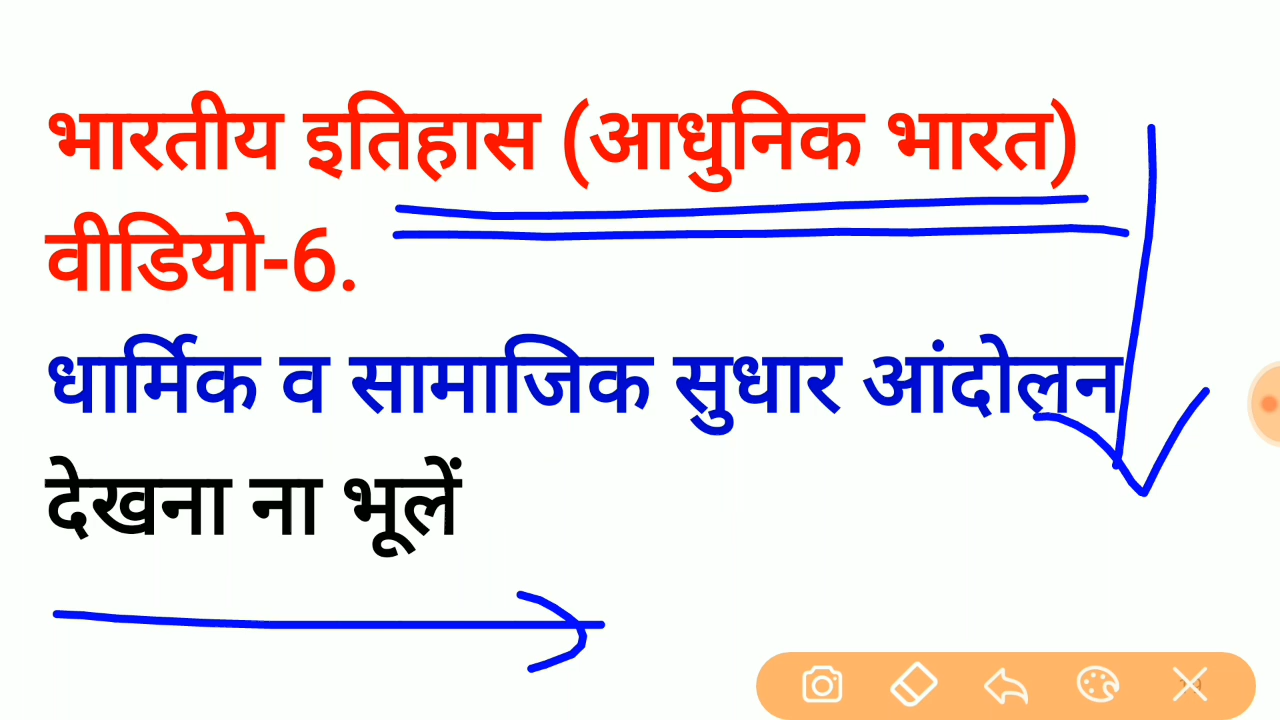 भारतीय इतिहास (आधुनिक भारत)
वीडियो-6.
धार्मिक व सामाजिक सुधार आंदोलन
देखना ना भूलें